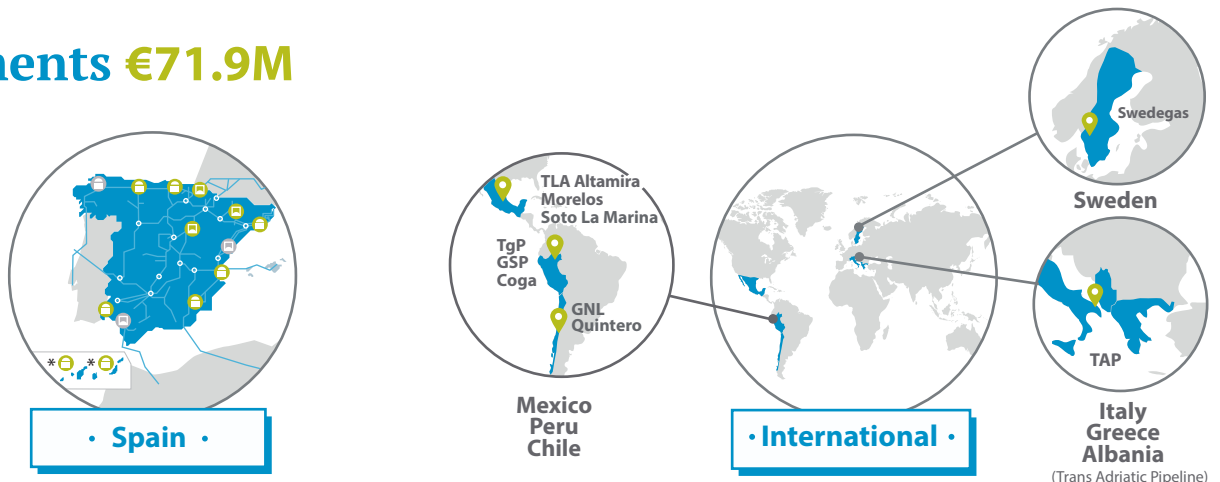 ments €71.9M
* *
· Spain ·
TLA Altamira
Morelos
Soto La Marina
TgP
GSP
Coga
GNL
Quintero
Mexico
Peru
Chile
· International ·
Swedegas
Sweden
TAP
Italy
Greece
Albania
(Trans Adriatic Pipeline)